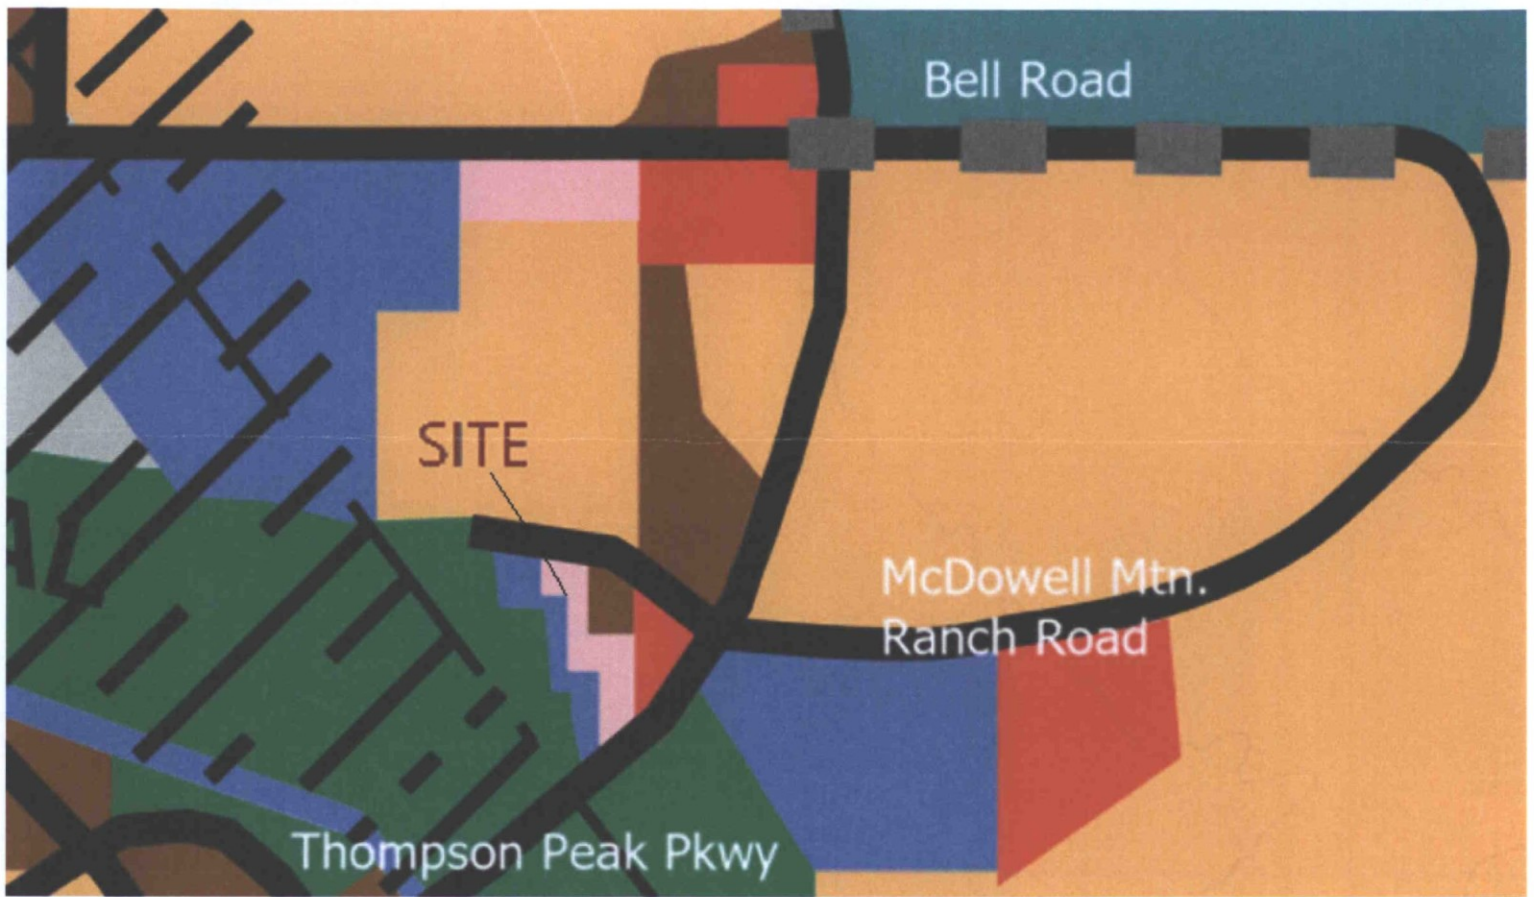 Bell Road
SITE
McDowell Mtn.
Ranch Road
Thompson Peak Pkwy